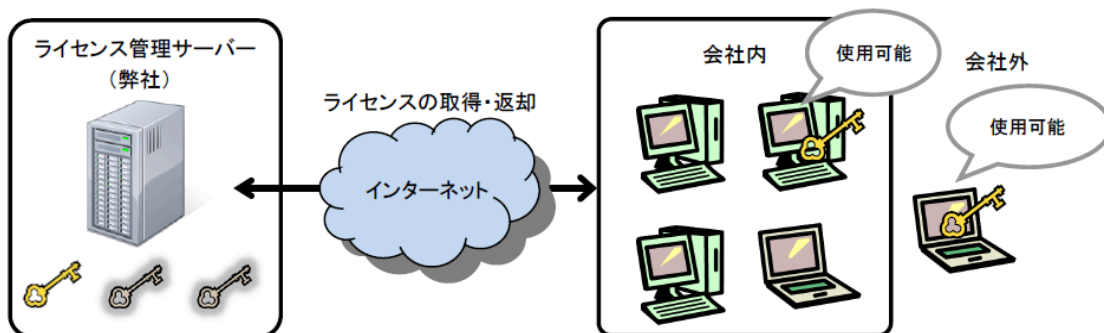 ライセンス管理サーバー
（弊社）
ライセンスの取得・返却
インターネット
会社内
使用可能
会社外
使用可能